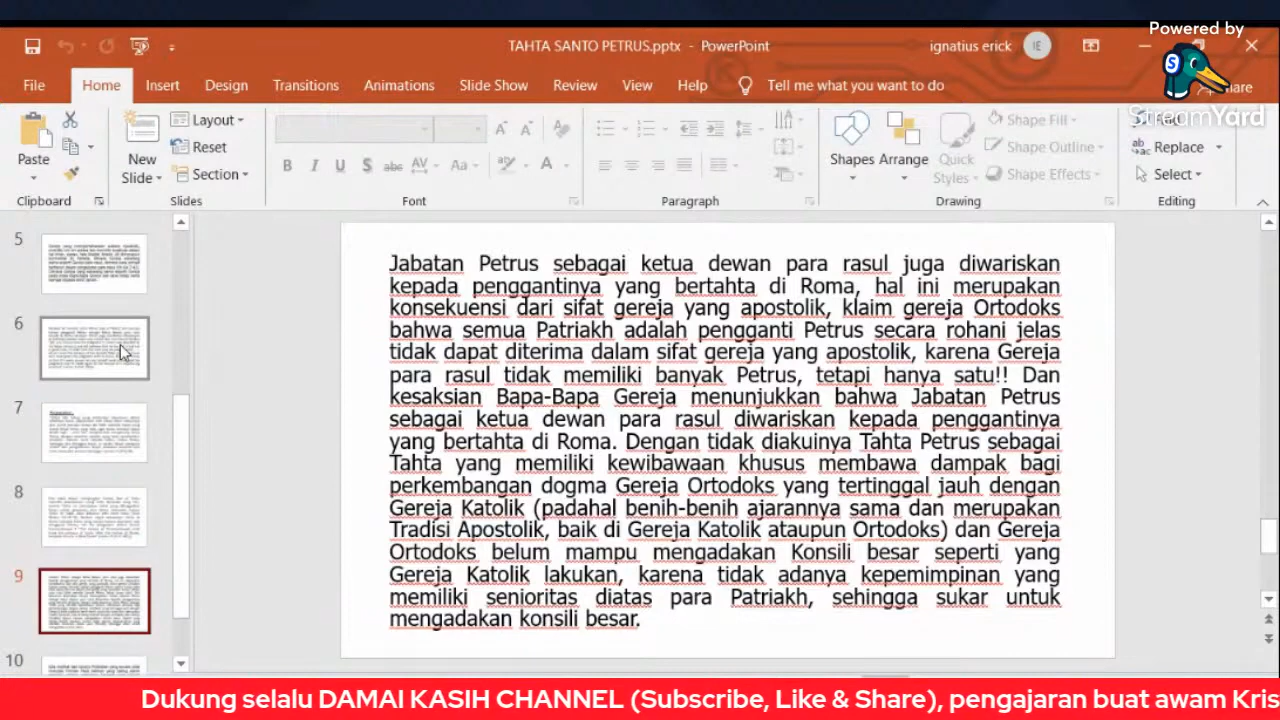 Powered by
StreamYard
TAHTA SANTO PETRUS.pptx - PowerPoint
ignatius erick
IE
File Home Insert Design Transitions Animations Slide Show Review View Help Tell me what you want to do
Paste
Clipboard
New
Slide
Layout
Reset
Section
Slides
Font
Paragraph
Shapes Arrange Quick
Styles
Shape Fill
Shape Outline
Shape Effects
Drawing
Replace
Select
Editing
5
6
7
8
9
10
Jabatan Petrus sebagai ketua dewan para rasul juga diwariskan
kepada penggantinya yang bertahta di Roma, hal ini merupakan
konsekuensi dari sifat gereja yang apostolik, klaim gereja Ortodoks
bahwa semua Patriakh adalah pengganti Petrus secara rohani jelas
tidak dapat diterima dalam sifat gereja yang apostolik, karena Gereja
para rasul tidak memiliki banyak Petrus, tetapi hanya satu!! Dan
kesaksian Bapa-Bapa Gereja menunjukkan bahwa Jabatan Petrus
sebagai ketua dewan para rasul diwariskan kepada penggantinya
yang bertahta di Roma. Dengan tidak diakuinya Tahta Petrus sebagai
Tahta yang memiliki kewibawaan khusus membawa dampak bagi
perkembangan dogma Gereja Ortodoks yang tertinggal jauh dengan
Gereja Katolik (padahal benih-benih ajarannya sama dan merupakan
Tradisi Apostolik, baik di Gereja Katolik ataupun Ortodoks) dan Gereja
Ortodoks belum mampu mengadakan Konsili besar seperti yang
Gereja Katolik lakukan, karena tidak adanya kepemimpinan yang
memiliki senioritas diatas para Patriakh, sehingga sukar untuk
mengadakan konsili besar.
Dukung selalu DAMAI KASIH CHANNEL (Subscribe, Like & Share), pengajaran buat awam Kris